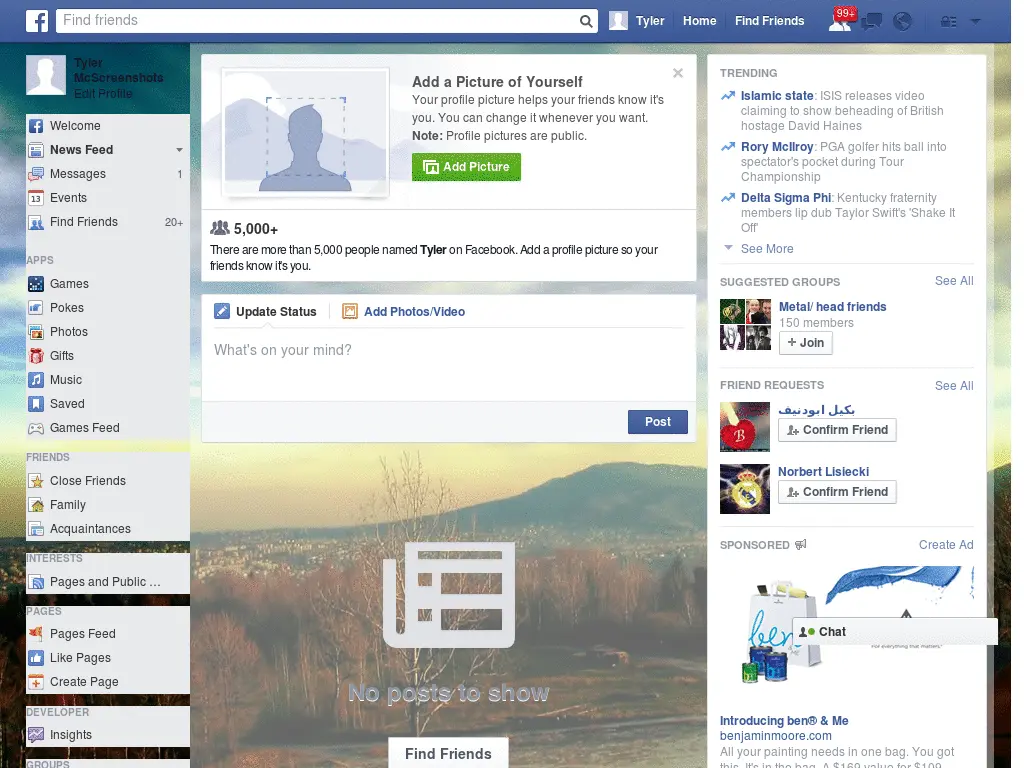 Find friends
Tyler
Home
Find Friends
99+
Tyler
McScreenshots
Edit Profile
Welcome
News Feed
Messages 1
13 Events
Find Friends 20+
APPS
Games
Pokes
Photos
Gifts
Music
Saved
Games Feed
FRIENDS
Close Friends
Family
Acquaintances
INTERESTS
Pages and Public ...
PAGES
Pages Feed
Like Pages
Create Page
DEVELOPER
Insights
GROUPS
Add a Picture of Yourself
Your profile picture helps your friends know it's
you. You can change it whenever you want.
Note: Profile pictures are public.
Add Picture
5,000+
There are more than 5,000 people named Tyler on Facebook. Add a profile picture so your
friends know it's you.
Update Status
Add Photos/Video
What's on your mind?
Post
No posts to show
Find Friends
TRENDING
Islamic state: ISIS releases video
claiming to show beheading of British
hostage David Haines
Rory McIlroy: PGA golfer hits ball into
spectator's pocket during Tour
Championship
Delta Sigma Phi: Kentucky fraternity
members lip dub Taylor Swift's 'Shake It
Off'
See More
SUGGESTED GROUPS See All
Metal/ head friends
150 members
+ Join
FRIEND REQUESTS See All
بكيل ابودنيف
Confirm Friend
B
Norbert Lisiecki
Confirm Friend
SPONSORED Create Ad
ben
Chat
For everything that matters.
Introducing ben® & Me
benjaminmoore.com
All your painting needs in one bag. You got
this. It's in the bag. A $169 value for $109